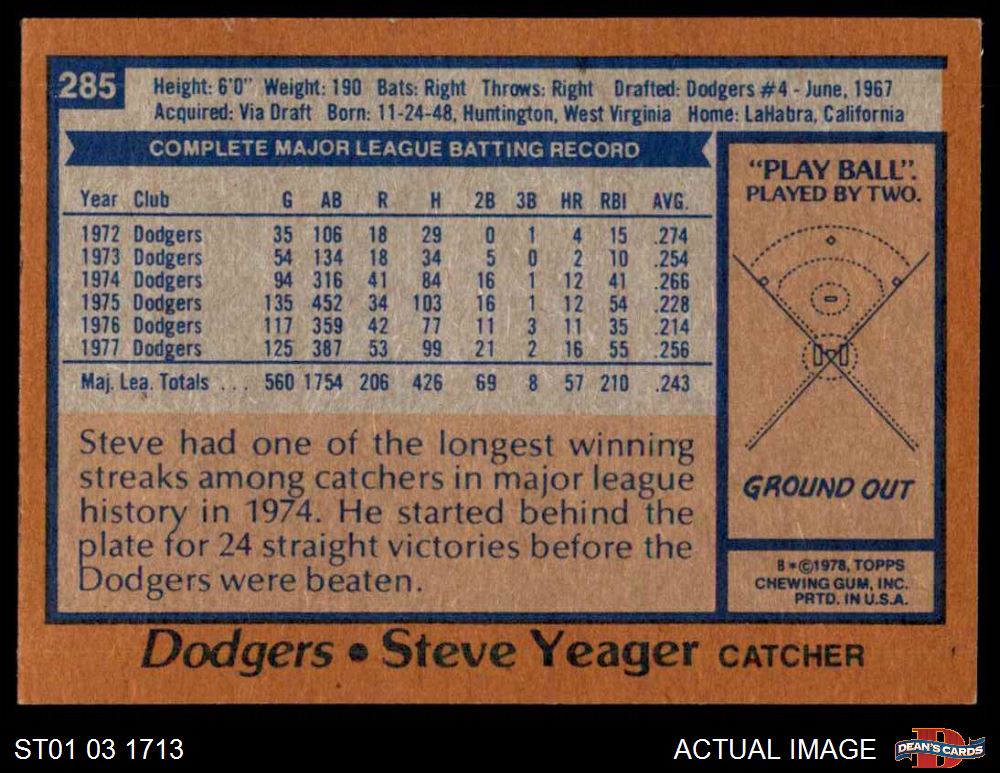 285
Height: 6'0" Weight: 190 Bats: Right Throws: Right Drafted: Dodgers #4 - June, 1967
Acquired: Via Draft Born: 11-24-48, Huntington, West Virginia Home: LaHabra, California
COMPLETE MAJOR LEAGUE BATTING RECORD
Year Club G AB R H 2B 3B HR RBI AVG.
1972 Dodgers 35 106 18 29 0 1 4 15 .274
1973 Dodgers 54 134 18 34 5 0 2 10 .254
1974 Dodgers 94 316 41 84 16 1 12 41 .266
1975 Dodgers 135 452 34 103 16 1 12 54 .228
1976 Dodgers 117 359 42 77 11 3 11 35 .214
1977 Dodgers 125 387 53 99 21 2 16 55 .256
Maj. Lea. Totals ... 560 1754 206 426 69 8 57 210 .243
Steve had one of the longest winning
streaks among catchers in major league
history in 1974. He started behind the
plate for 24 straight victories before the
Dodgers were beaten.
"PLAY BALL".
PLAYED BY TWO.
GROUND OUT
B*©1978, TOPPS
CHEWING GUM, INC.
PRTD. IN U.S.A.
Dodgers • Steve Yeager CATCHER
ST01 03 1713
ACTUAL IMAGE
D
DEAN'S CARDS